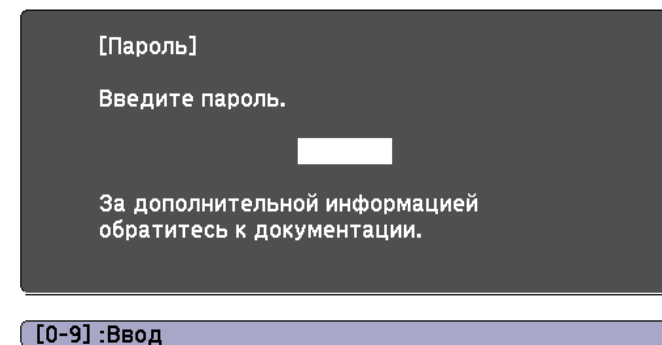 [Пароль]
Введите пароль.
За дополнительной информацией
обратитесь к документации.
[0-9] :Ввод